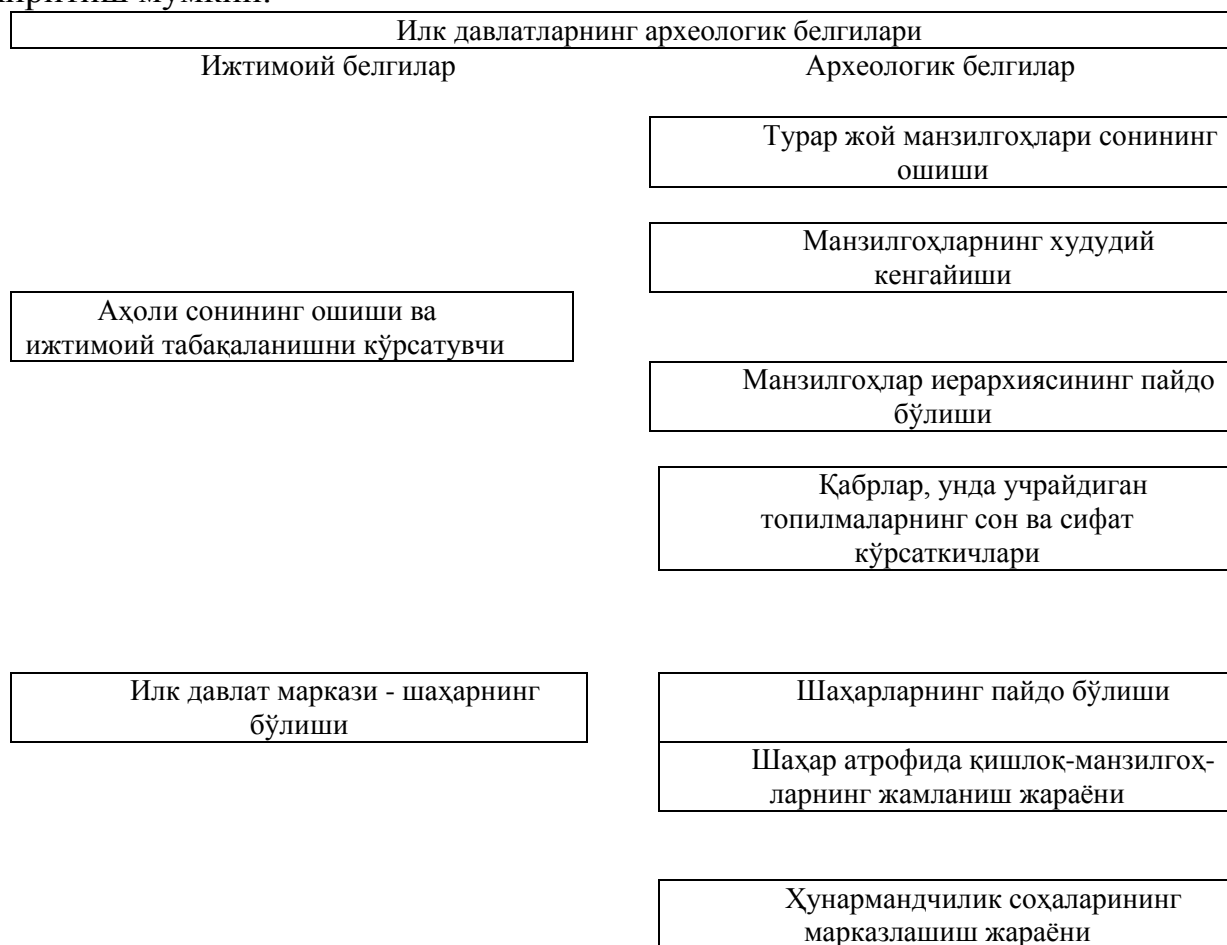 мумкин.
Илк давлатларнинг археологик белгилари
Ижтимоий белгилар
Археологик белгилар
Турар жой манзилгоҳлари сонининг
ошиши
Манзилгоҳларнинг худудий
кенгайиши
Аҳоли сонининг ошиши ва
ижтимоий табақаланишни кўрсатувчи
Манзилгоҳлар иерархиясининг пайдо
бўлиши
Қабрлар, унда учрайдиган
топилмаларнинг сон ва сифат
кўрсаткичлари
Илк давлат маркази - шаҳарнинг
бўлиши
Шаҳарларнинг пайдо бўлиши
Шаҳар атрофида қишлоқ-манзилгоҳ-
ларнинг жамланиш жараёни
Ҳунармандчилик соҳаларининг
марказлашиш жараёни